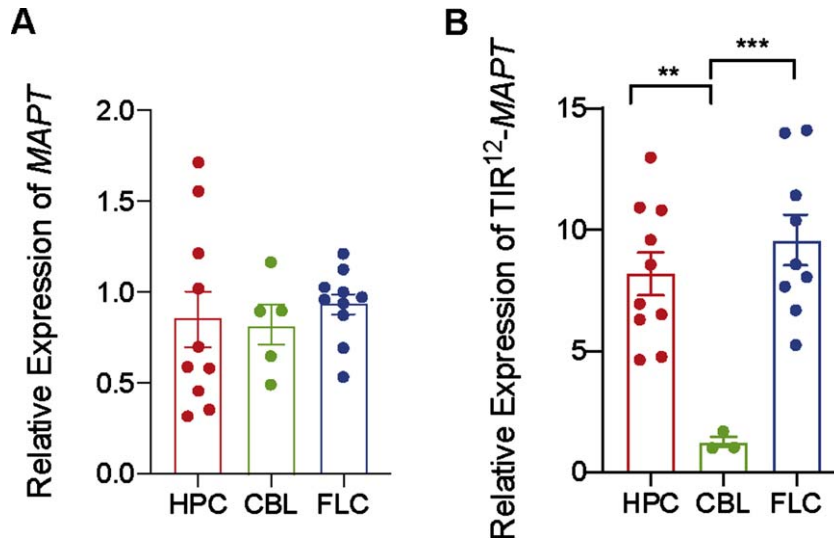 A
Relative Expression of MAPT
2.0
1.5
1.0
0.5
0.0
HPC CBL FLC
B
Relative Expression of TIR¹²-MAPT
** ***
15
10
5
0
HPC CBL FLC